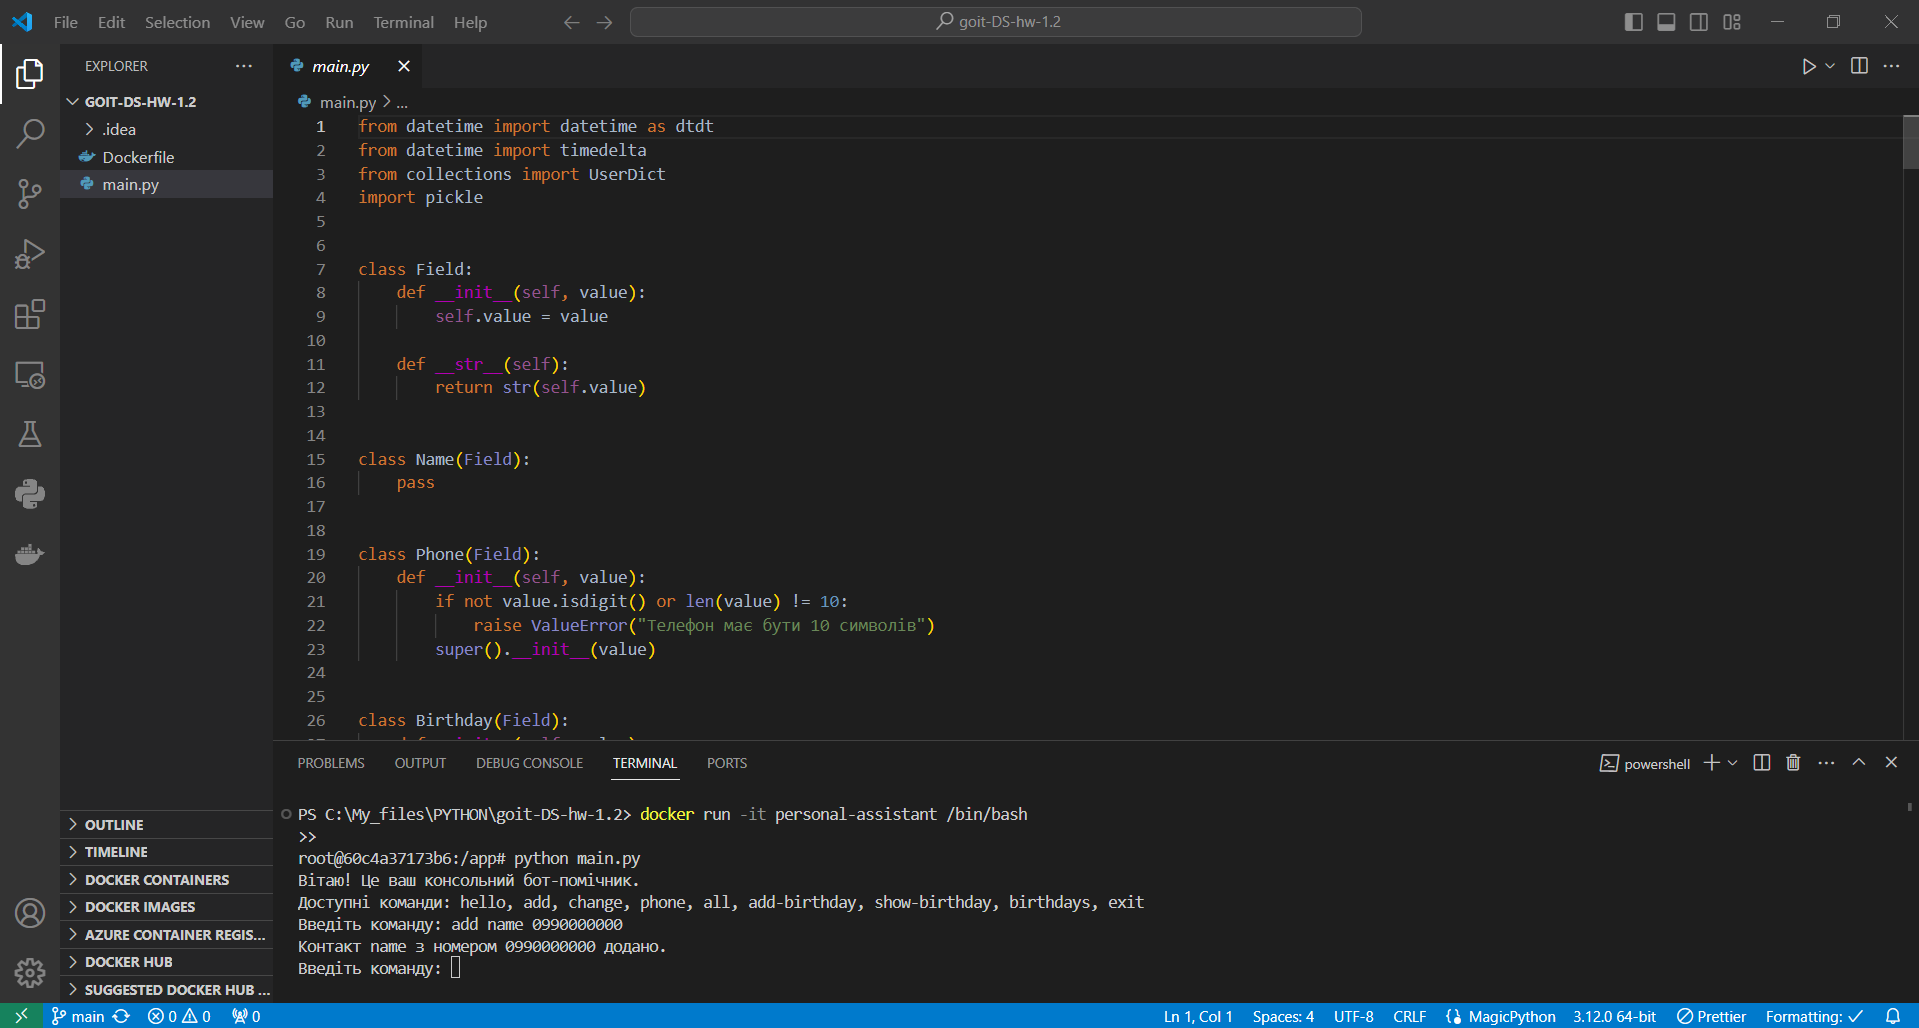 File Edit Selection View Go Run Terminal Help
goit-DS-hw-1.2
EXPLORER
GOIT-DS-HW-1.2
.idea
Dockerfile
main.py
OUTLINE
TIMELINE
DOCKER CONTAINERS
DOCKER IMAGES
AZURE CONTAINER REGIS...
DOCKER HUB
SUGGESTED DOCKER HUB ...
main.py
main.py > ...
1 from datetime import datetime as dtdt
2 from datetime import timedelta
3 from collections import UserDict
4 import pickle
5
6
7 class Field:
8 def __init__(self, value):
9 self.value = value
10
11 def __str__(self):
12 return str(self.value)
13
14
15 class Name(Field):
16 pass
17
18
19 class Phone(Field):
20 def __init__(self, value):
21 if not value.isdigit() or len(value) != 10:
22 raise ValueError("Телефон має бути 10 символів")
23 super().__init__(value)
24
25
26 class Birthday(Field):
PROBLEMS OUTPUT DEBUG CONSOLE TERMINAL PORTS
powershell
PS C:\My_files\PYTHON\goit-DS-hw-1.2> docker run -it personal-assistant /bin/bash
>>
root@60c4a37173b6:/app# python main.py
Вітаю! Це ваш консольний бот-помічник.
Доступні команди: hello, add, change, phone, all, add-birthday, show-birthday, birthdays, exit
Введіть команду: add name 0990000000
Контакт name з номером 0990000000 додано.
Введіть команду:
main 0 0 0 Ln 1, Col 1 Spaces: 4 UTF-8 CRLF MagicPython 3.12.0 64-bit Prettier Formatting: ✓